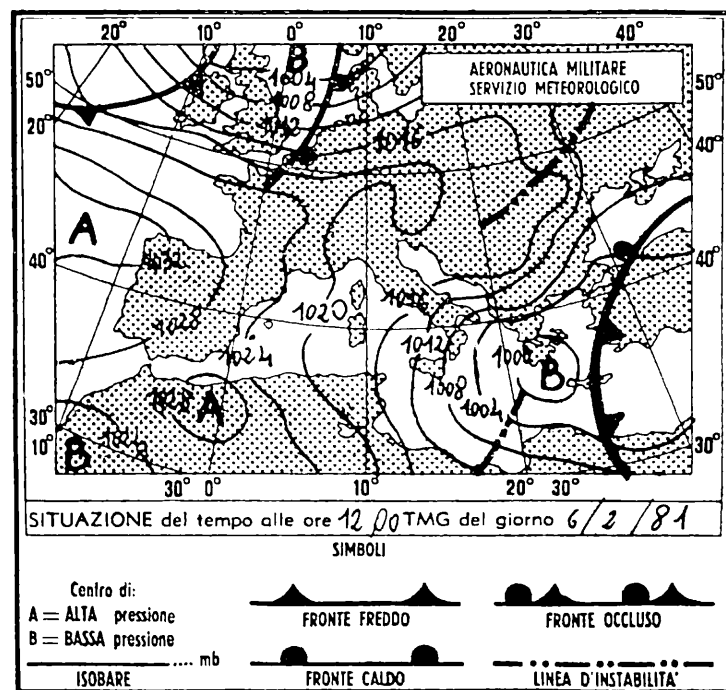 20° 10° 0° 10° 20° 30° 40°
B
AERONAUTICA MILITARE
SERVIZIO METEOROLOGICO
50° 50°
1004
1008
1012
20°
1016
40°
A
40° 40°
1032
1028
1020
1016
1024
1012
1000
B
1008
1028 A
1004
30°
10° 30°
B 1024
30° 0° 10° 20° 30°
SITUAZIONE del tempo alle ore 12,00 TMG del giorno 6/2/81
SIMBOLI
Centro di:
A = ALTA pressione
B = BASSA pressione
.... mb
ISOBARE
FRONTE FREDDO
FRONTE CALDO
FRONTE OCCLUSO
LINEA D'INSTABILITA'